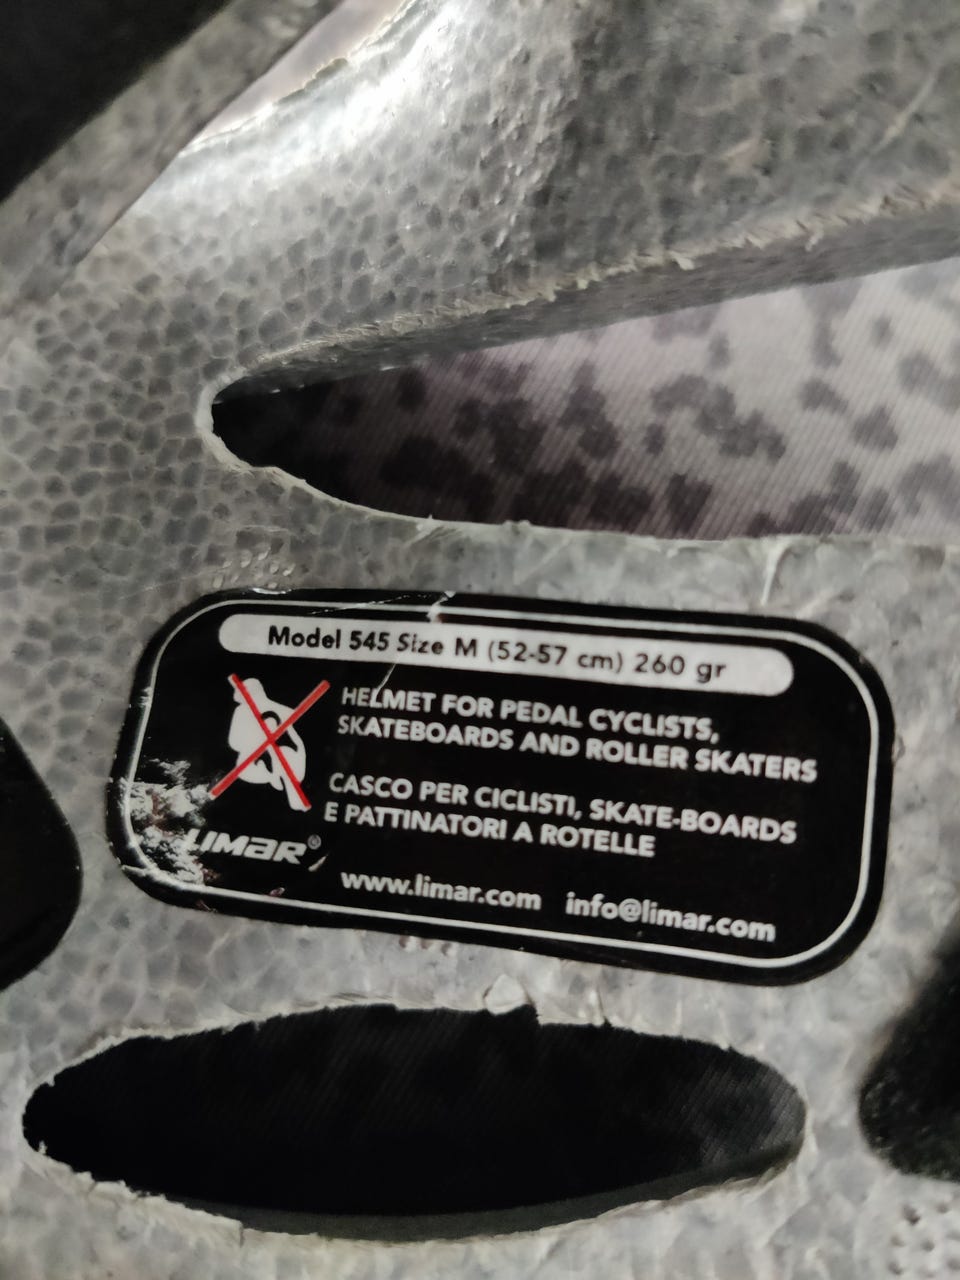 Model 545 Size M (52-57 cm) 260 gr
HELMET FOR PEDAL CYCLISTS,
SKATEBOARDS AND ROLLER SKATERS
CASCO PER CICLISTI, SKATE-BOARDS
E PATTINATORI A ROTELLE
LIMAR®
www.limar.com info@limar.com